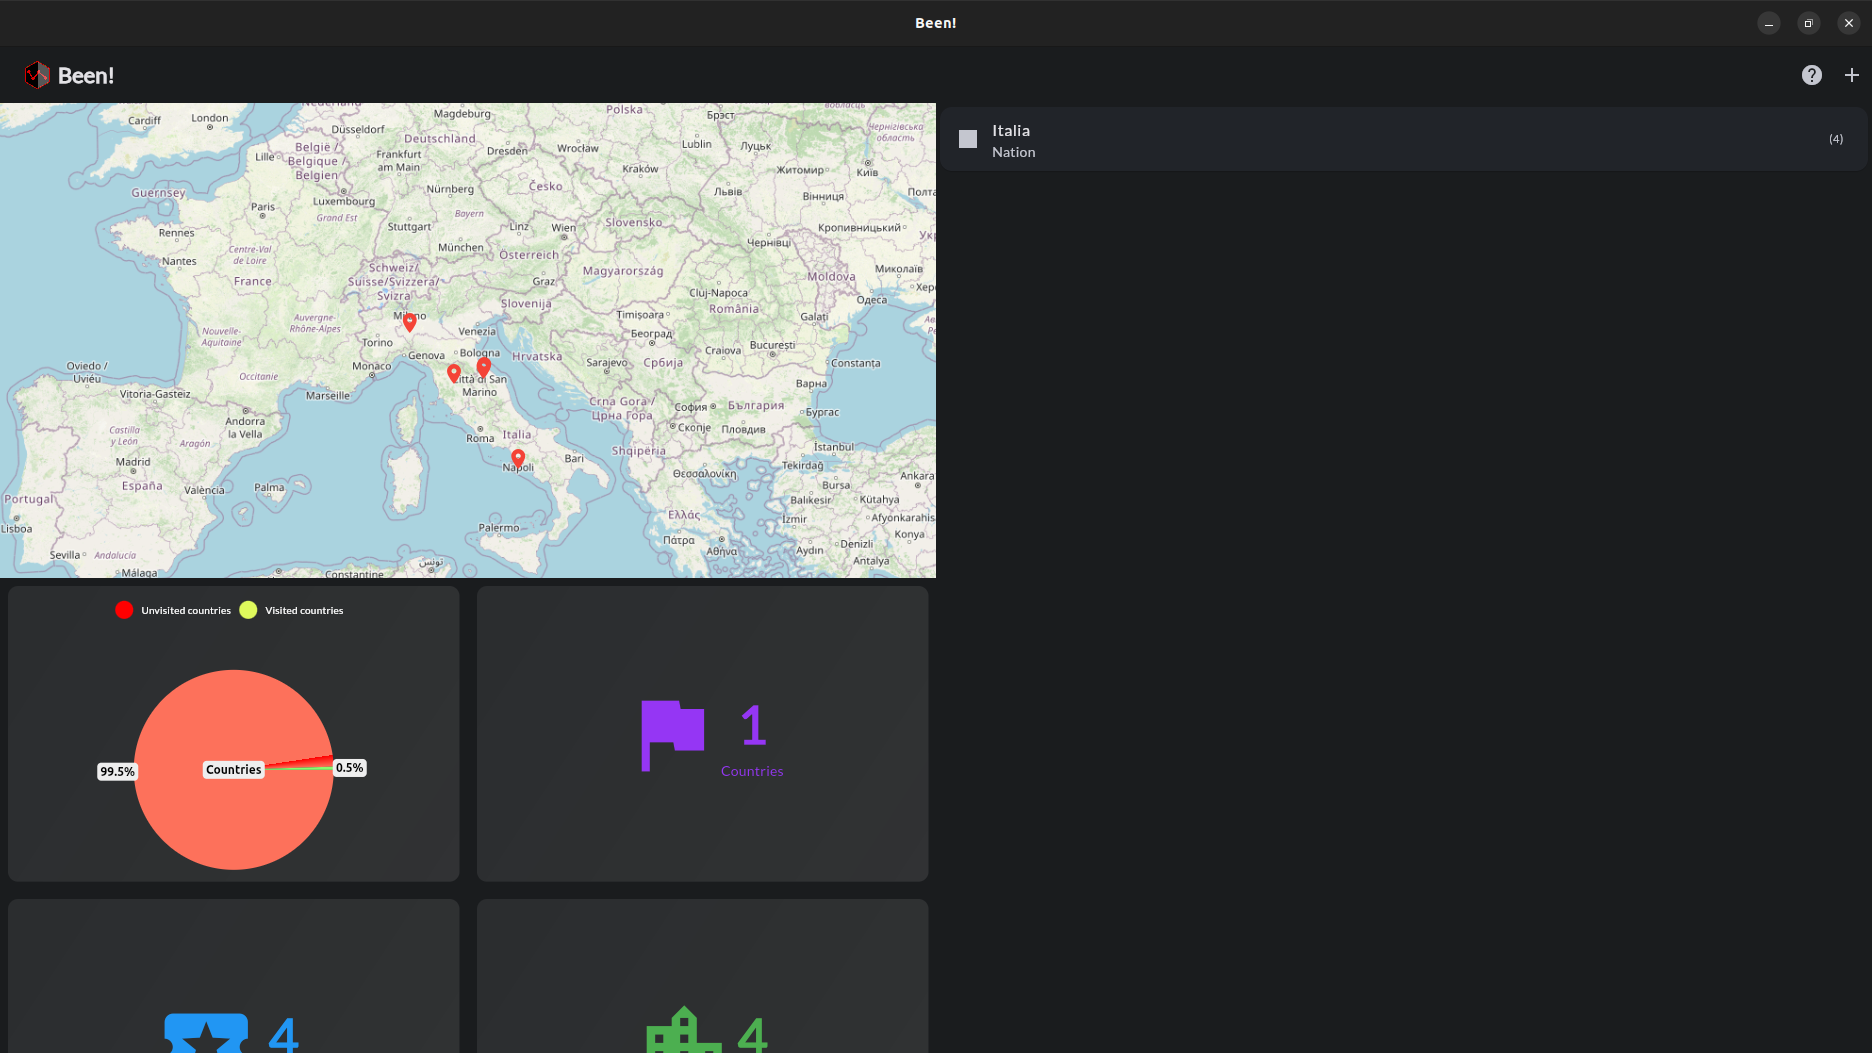 Been!
Been!
Italia
Nation
(4)
Nederland
Polska
Magdeburg
Брэст
Cardiff
London
Düsseldorf
Deutschland
Чернігівська
область
België /
Belgique /
Belgien
Lille
Frankfurt
am Main
Dresden
Wrocław
Lublin
Луцьк
Kraków
Житомир
Київ
Guernsey
Luxembourg
Nürnberg
Česko
Львів
Вінниця
Полта
Paris
Grand Est
Bayern
Rennes
Stuttgart
Linz
Wien
Slovensko
Кропивницький
Чернівці
Nantes
Centre-Val
de Loire
München
Österreich
France
Schweiz/
Suisse/Svizzera/
Svizra
Graz
Magyarország
Moldova
Миколаїв
Херс
Cluj-Napoca
Одеса
Slovenija
România
Auvergne-
Rhône-Alpes
Milano
Timișoara
Galați
Nouvelle-
Aquitaine
Torino
Venezia
Београд
Genova
Bologna
Hrvatska
Craiova
București
Oviedo /
Uviéu
Monaco
Sarajevo
Србија
Constanța
Occitanie
Città di San
Marino
Варна
Vitoria-Gasteiz
Marseille
Crna Gora /
Црна Гора
София
България
Бургас
Andorra
la Vella
Скопје
Пловдив
Castilla
y León
Aragón
Roma
Italia
Shqipëria
İstanbul
Madrid
Napoli
Bari
Tekirdağ
Θεσσαλονίκη
Ankara
España
València
Palma
Bursa
Portugal
Balıkesir
Kütahya
Ελλάς
Lisboa
Palermo
İzmir
Afyonkarahis
Πάτρα
Αθήνα
Konya
Sevilla
Andalucía
Aydın
Denizli
Málaga
Constantine
تونس
Antalya
Unvisited countries
Visited countries
99.5%
Countries
0.5%
1
Countries
4
4